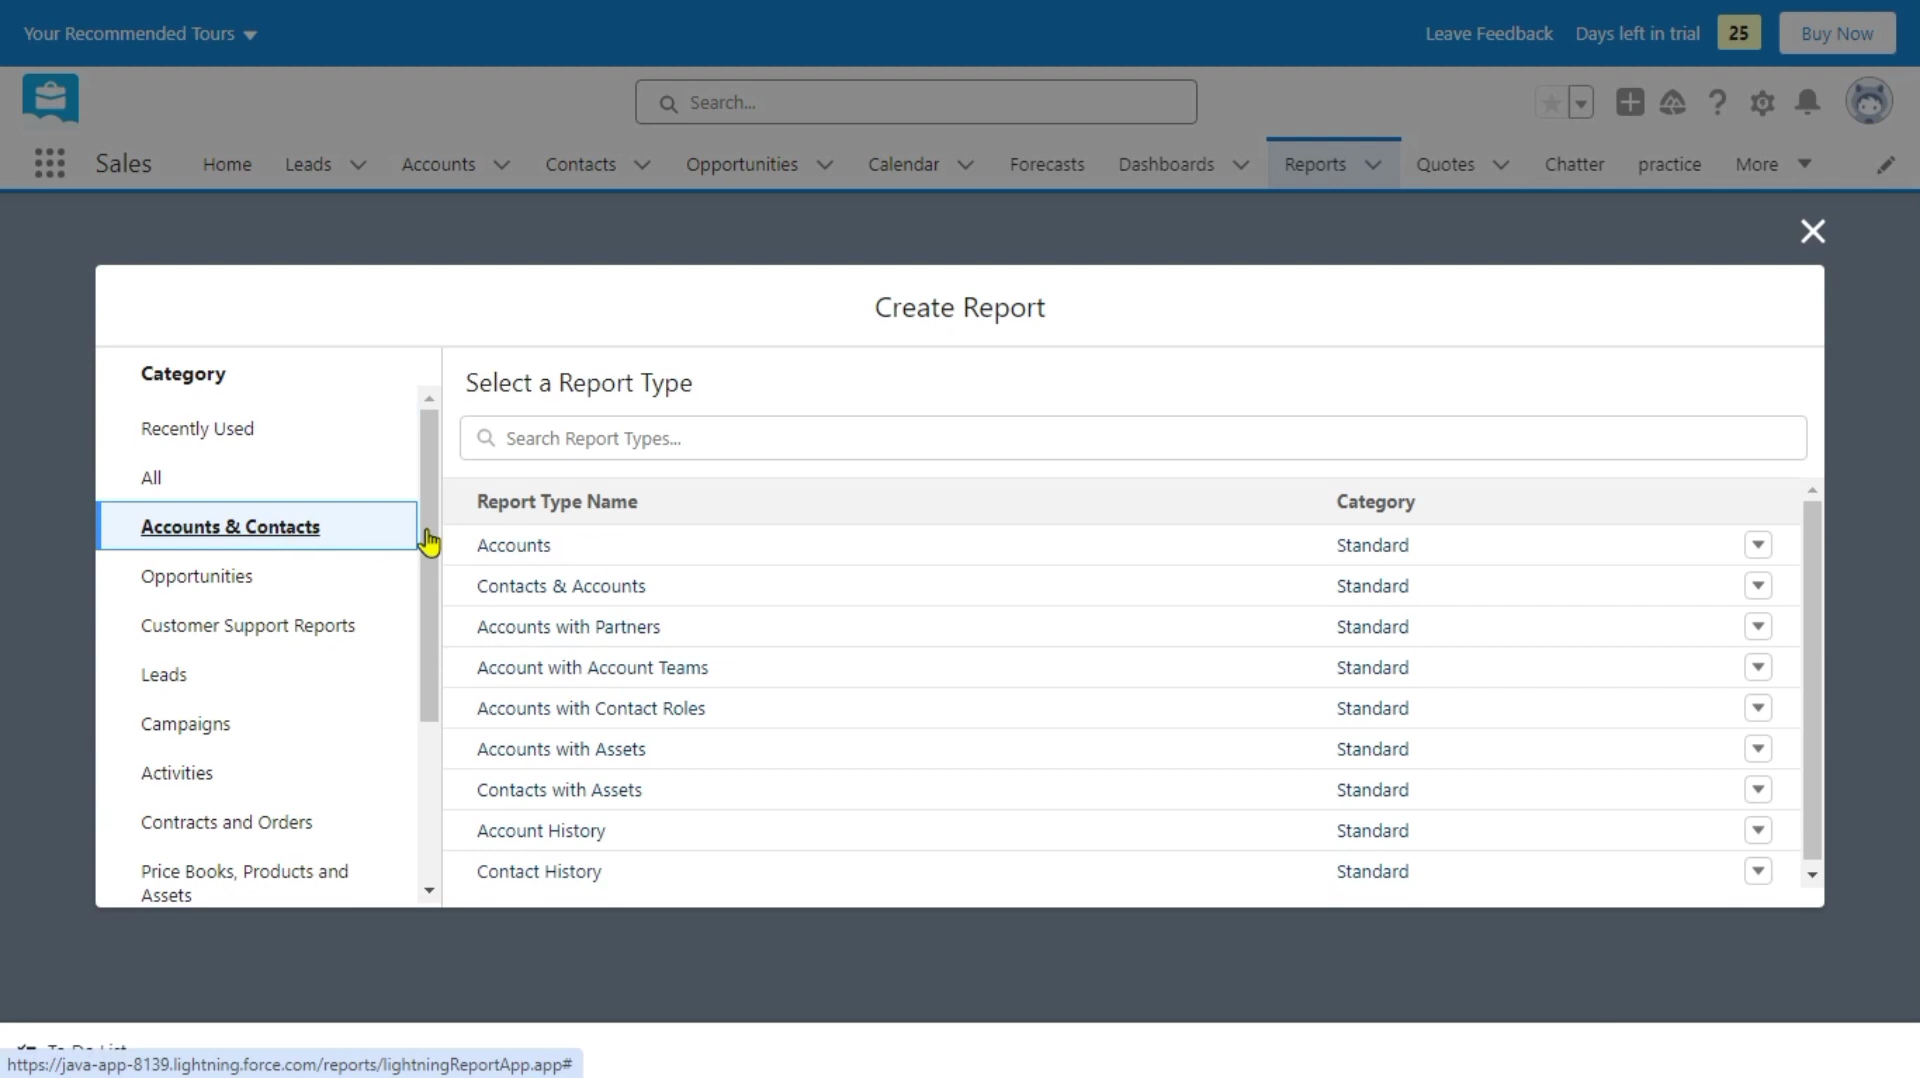 Your Recommended Tours
Leave Feedback
Days left in trial
25
Buy Now
Search...
Sales
Home
Leads
Accounts
Contacts
Opportunities
Calendar
Forecasts
Dashboards
Reports
Quotes
Chatter
practice
More
Create Report
Category
Recently Used
All
Accounts & Contacts
Opportunities
Customer Support Reports
Leads
Campaigns
Activities
Contracts and Orders
Price Books, Products and
Assets
Select a Report Type
Search Report Types...
Report Type Name Category
Accounts Standard
Contacts & Accounts Standard
Accounts with Partners Standard
Account with Account Teams Standard
Accounts with Contact Roles Standard
Accounts with Assets Standard
Contacts with Assets Standard
Account History Standard
Contact History Standard
To Do List
https://java-app-8139.lightning.force.com/reports/lightningReportApp.app#